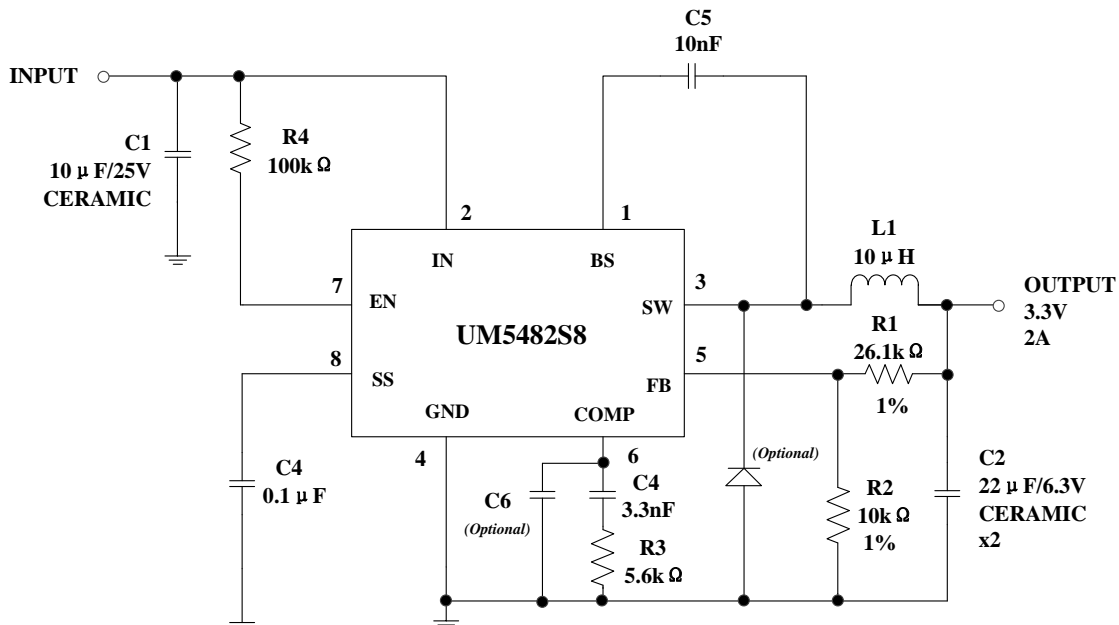 C5
10nF
INPUT
C1
10 μ F/25V
CERAMIC
R4
100k Ω
2
1
IN
BS
L1
10 μ H
7
EN
3
SW
OUTPUT
3.3V
2A
UM5482S8
R1
26.1k Ω
1%
8
SS
5
FB
GND
COMP
4
6
C4
0.1 μ F
C6
(Optional)
C4
3.3nF
R3
5.6k Ω
(Optional)
R2
10k Ω
1%
C2
22 μ F/6.3V
CERAMIC
x2